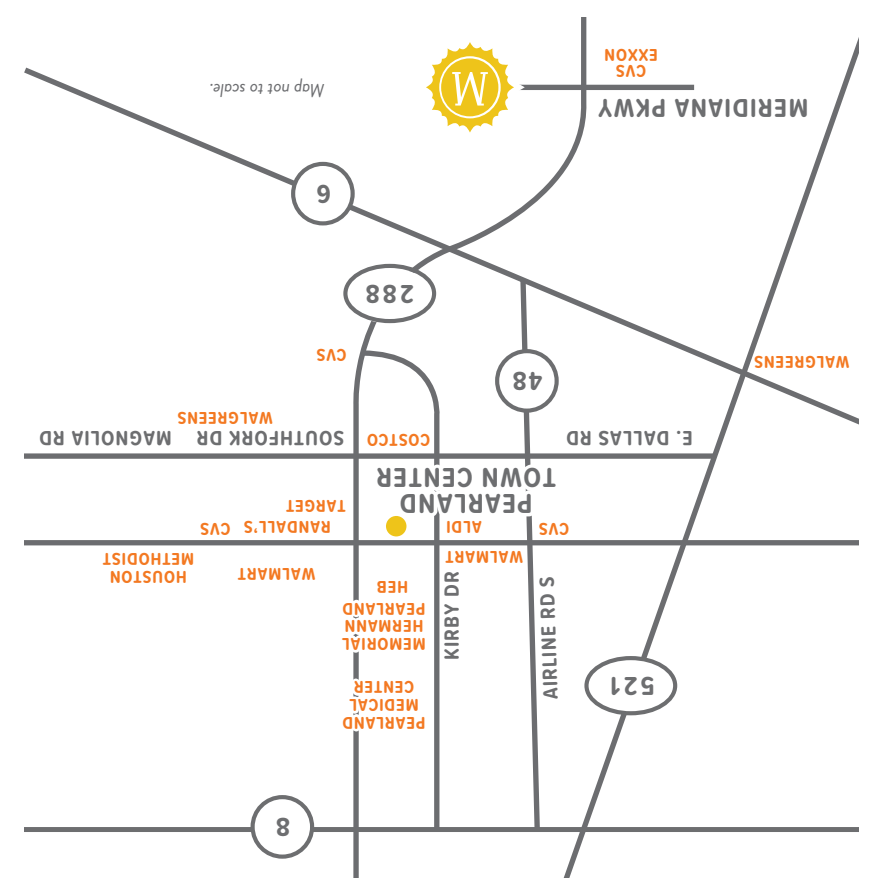 8
PEARLAND
MEDICAL
CENTER
521
AIRLINE RD S
KIRBY DR
MEMORIAL
HERMANN
PEARLAND
HEB
WALMART
HOUSTON
METHODIST
WALMART
CVS
ALDI
RANDALL'S
CVS
TARGET
PEARLAND
TOWN CENTER
E. DALLAS RD
COSTCO
SOUTHFORK DR
MAGNOLIA RD
WALGREENS
48
WALGREENS
CVS
288
6
MERIDIANA PKWY
M
Map not to scale.
CVS
EXXON